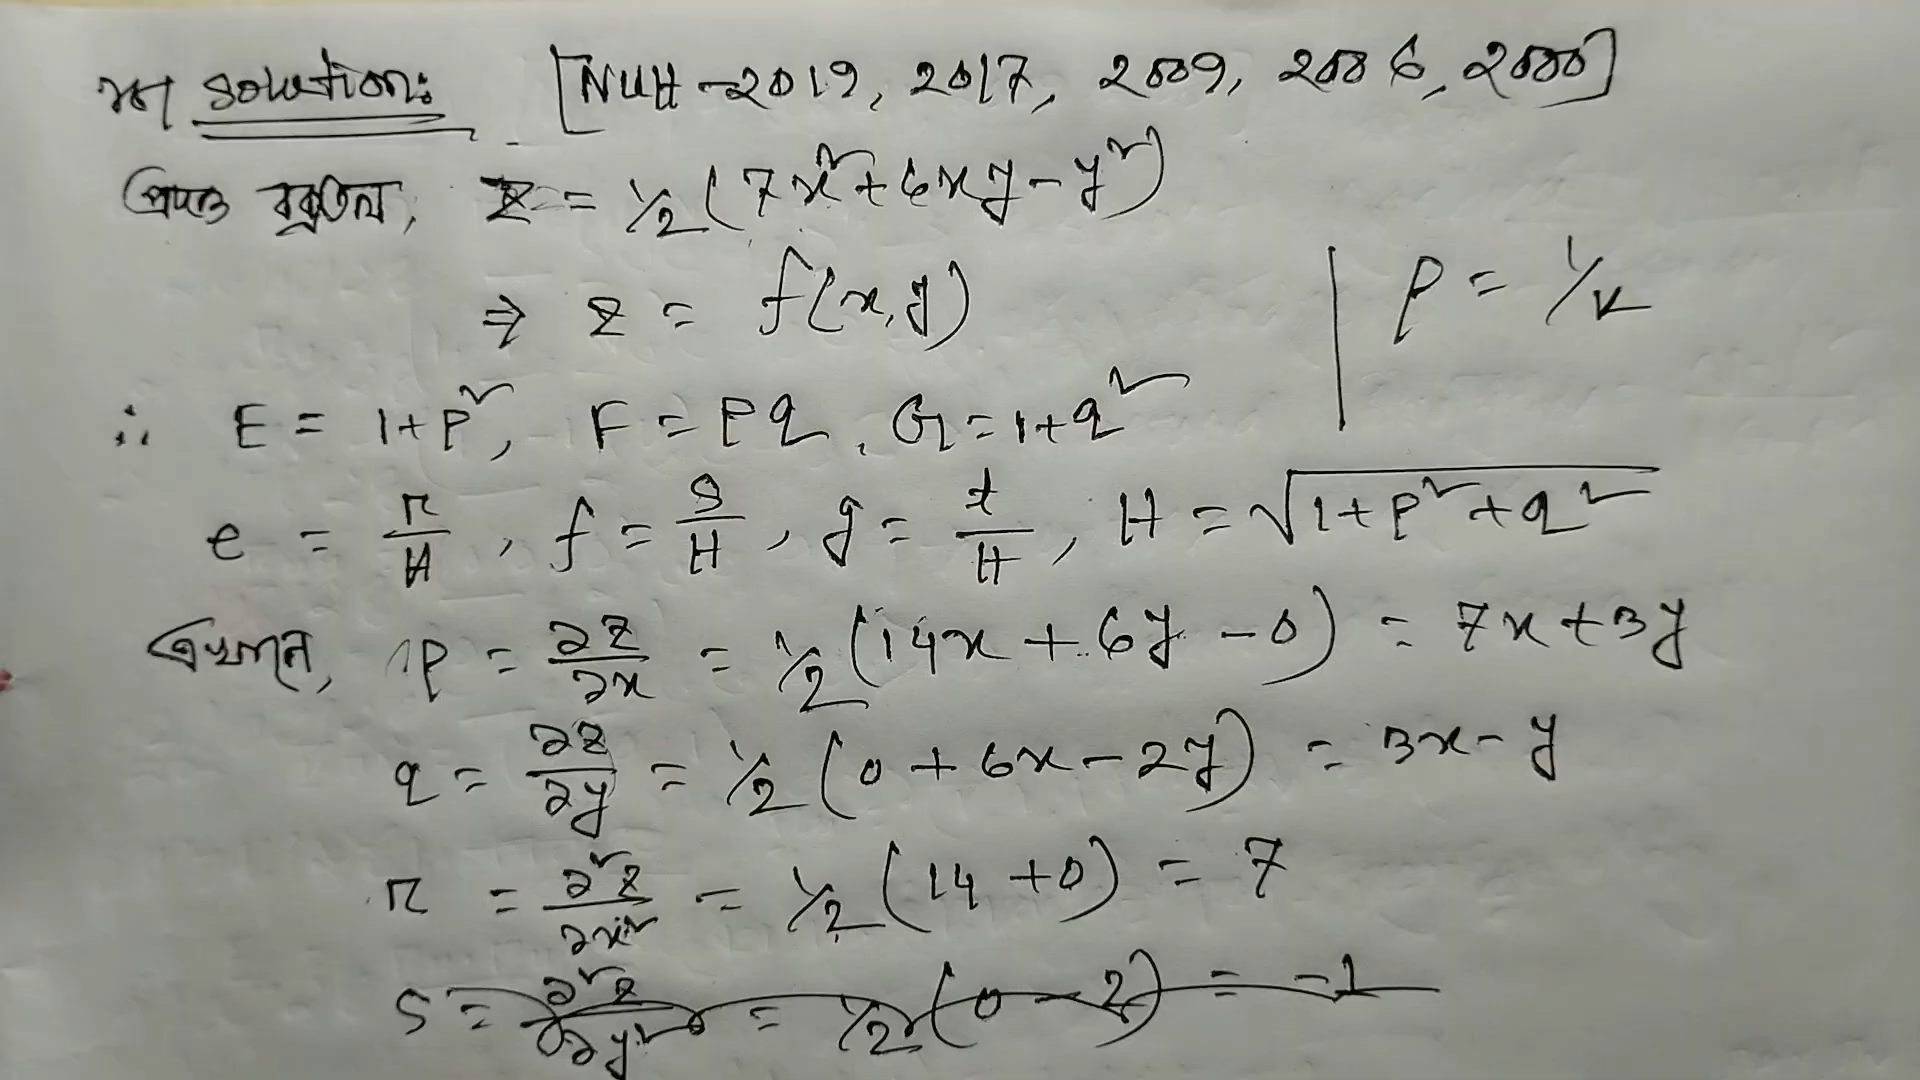 solution: [NUH-2019, 2017, 2009, 2006, 2000]
প্রদত্ত বক্রতল, z = 1/2 (7x²+6xy-y²)
⇒ z = f(x,y)
P = 1/k
∴ E = 1+P², F = Pq, G = 1+q²
e = r/H, f = s/H, g = t/H, H = √(1+P²+q²)
এখানে, p = ∂z/∂x = 1/2 (14x + 6y - 0) = 7x+3y
q = ∂z/∂y = 1/2 (0 + 6x - 2y) = 3x - y
r = ∂²z/∂x² = 1/2 (14 + 0) = 7
s = ∂²z/∂y² = 1/2 (0 - 2) = -1